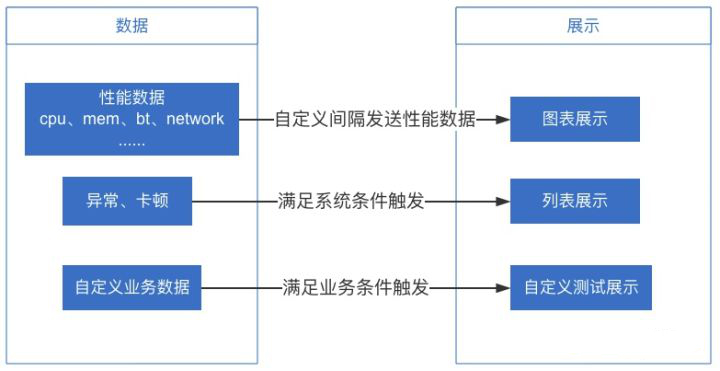 数据
展示
性能数据
cpu、mem、bt、network
......
自定义间隔发送性能数据
图表展示
异常、卡顿
满足系统条件触发
列表展示
自定义业务数据
满足业务条件触发
自定义测试展示